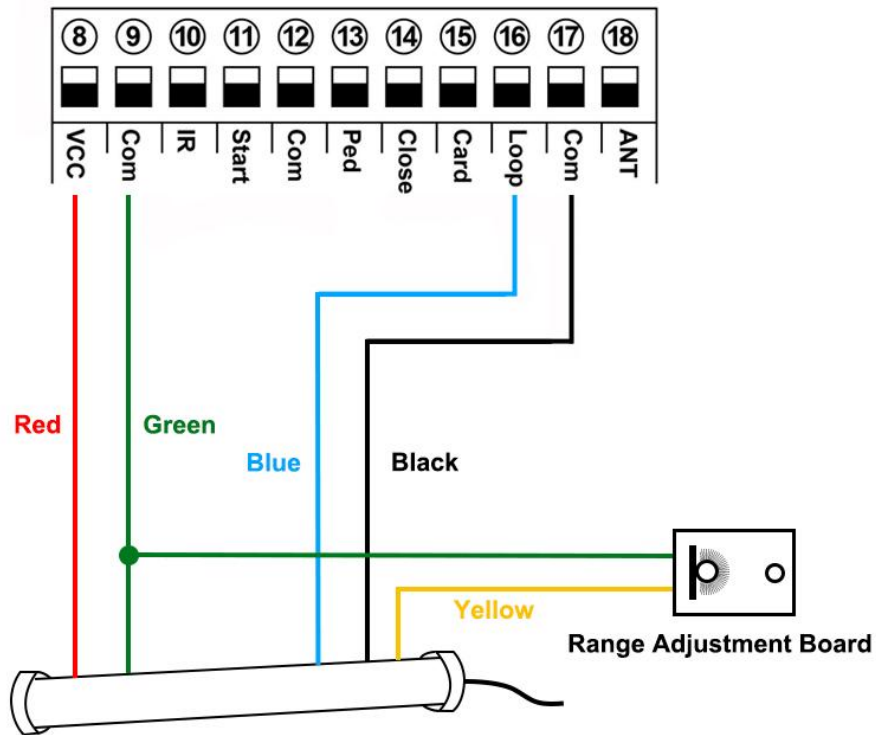 8 9 10 11 12 13 14 15 16 17 18
VCC Com IR Start Com Ped Close Card Loop Com ANT
Red Green
Blue Black
Yellow
Range Adjustment Board